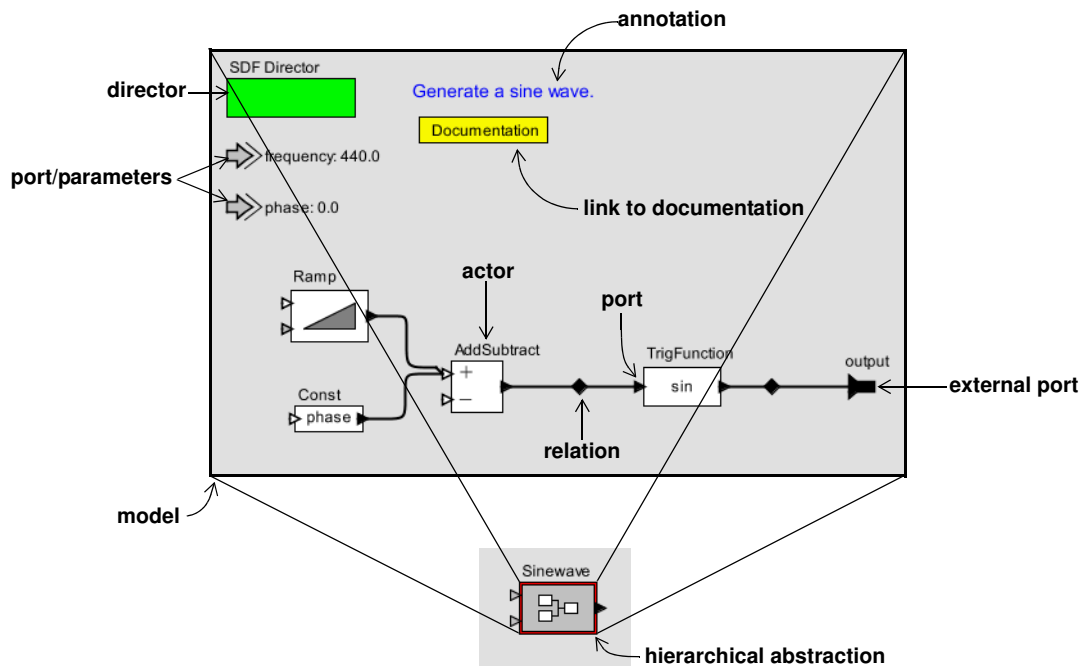 annotation
SDF Director
director
Generate a sine wave.
Documentation
frequency: 440.0
port/parameters
phase: 0.0
link to documentation
actor
Ramp
port
AddSubtract
TrigFunction
output
+
sin
external port
Const
–
phase
relation
model
Sinewave
hierarchical abstraction